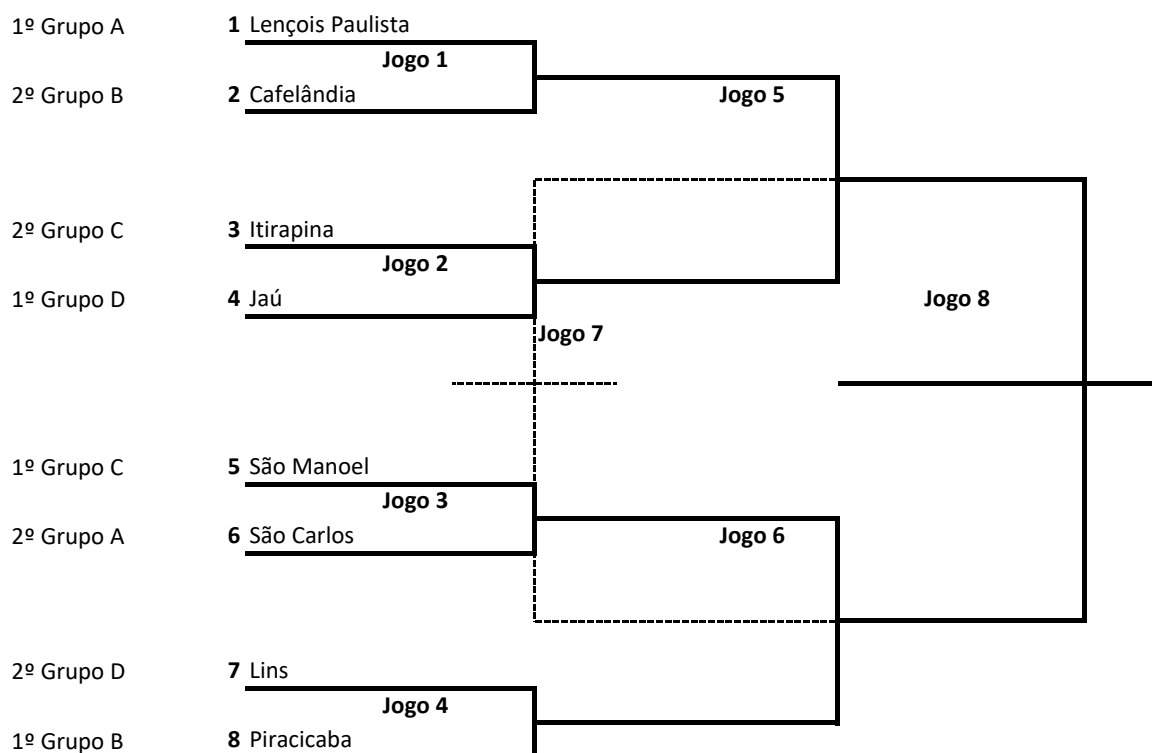 1º Grupo A 1 Lençois Paulista
Jogo 1
2º Grupo B 2 Cafelândia Jogo 5
2º Grupo C 3 Itirapina
Jogo 2
1º Grupo D 4 Jaú Jogo 8
Jogo 7
1º Grupo C 5 São Manoel
Jogo 3
2º Grupo A 6 São Carlos Jogo 6
2º Grupo D 7 Lins
Jogo 4
1º Grupo B 8 Piracicaba